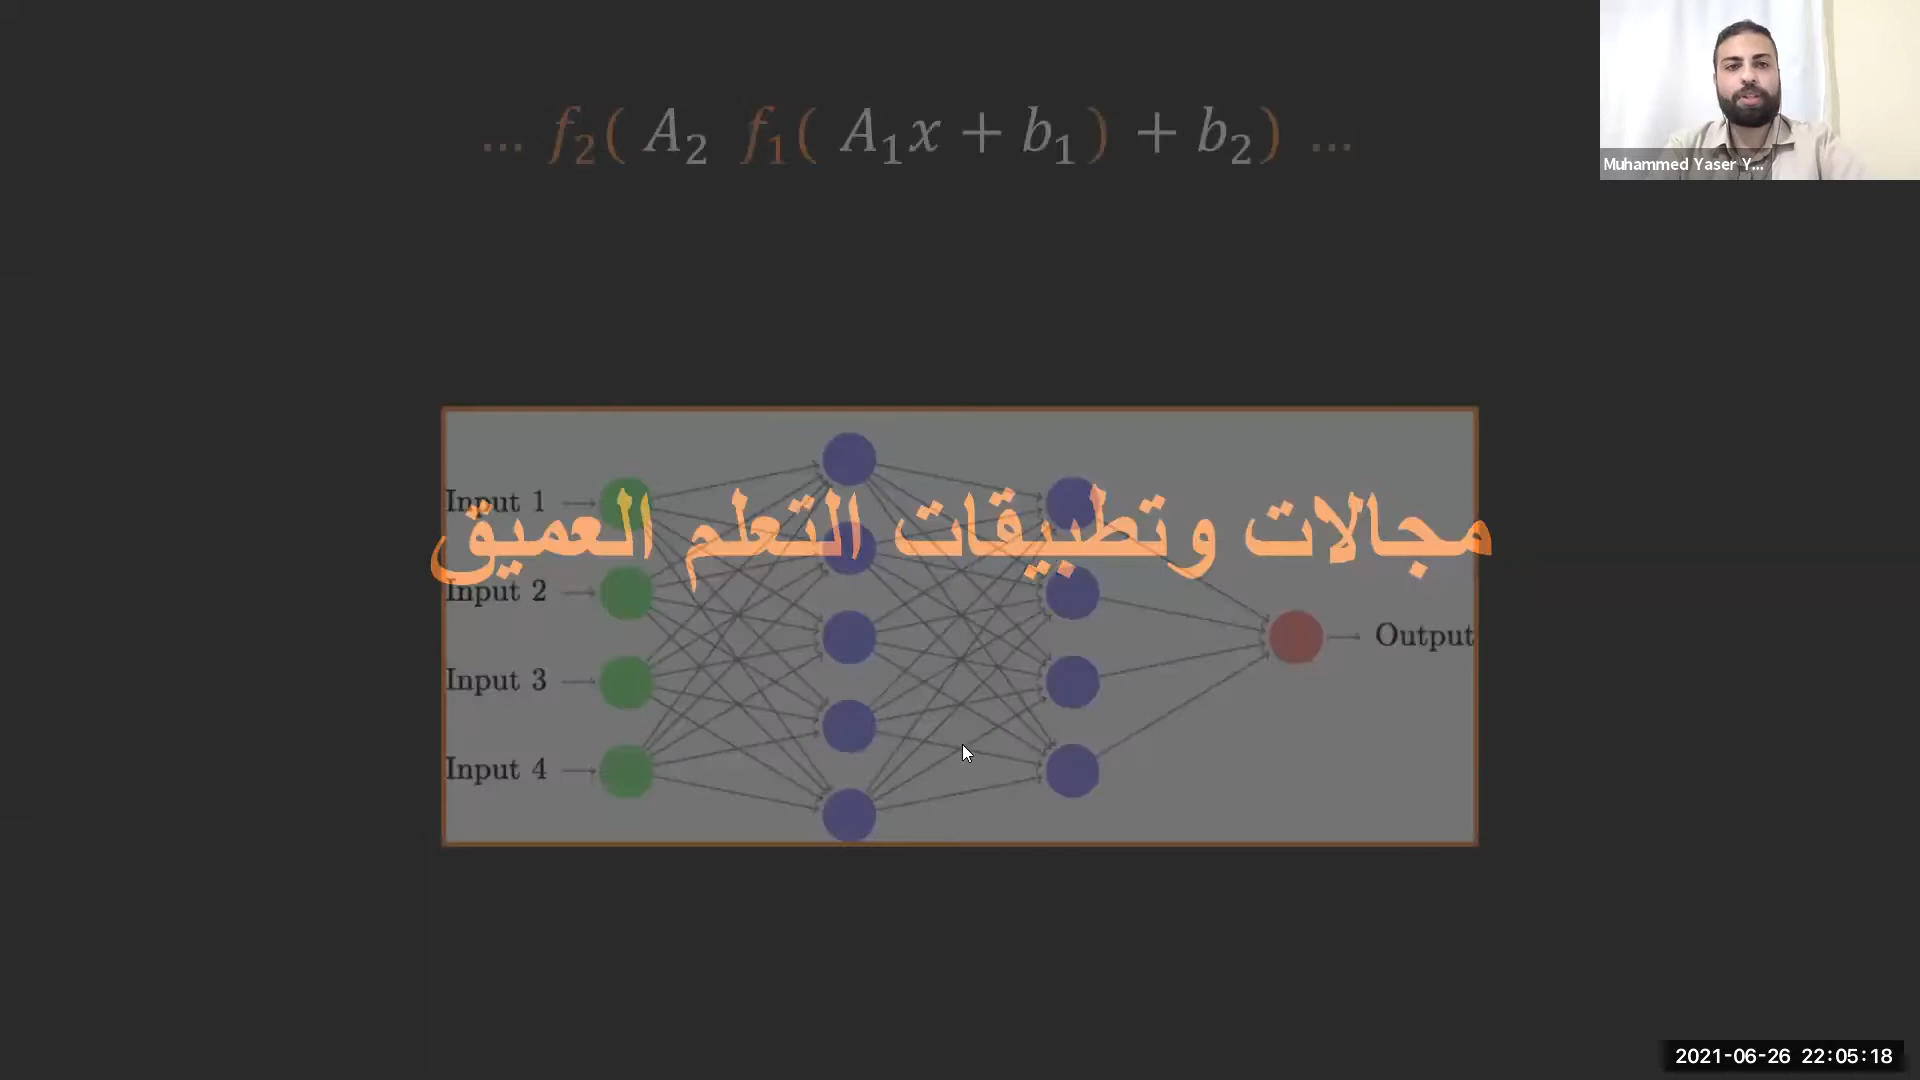 ... f₂( A₂ f₁( A₁x + b₁) + b₂) ...
Muhammed Yaser Y...
مجالات وتطبيقات التعلم العميق
Input 1
Input 2
Input 3
Input 4
Output
2021-06-26 22:05:18